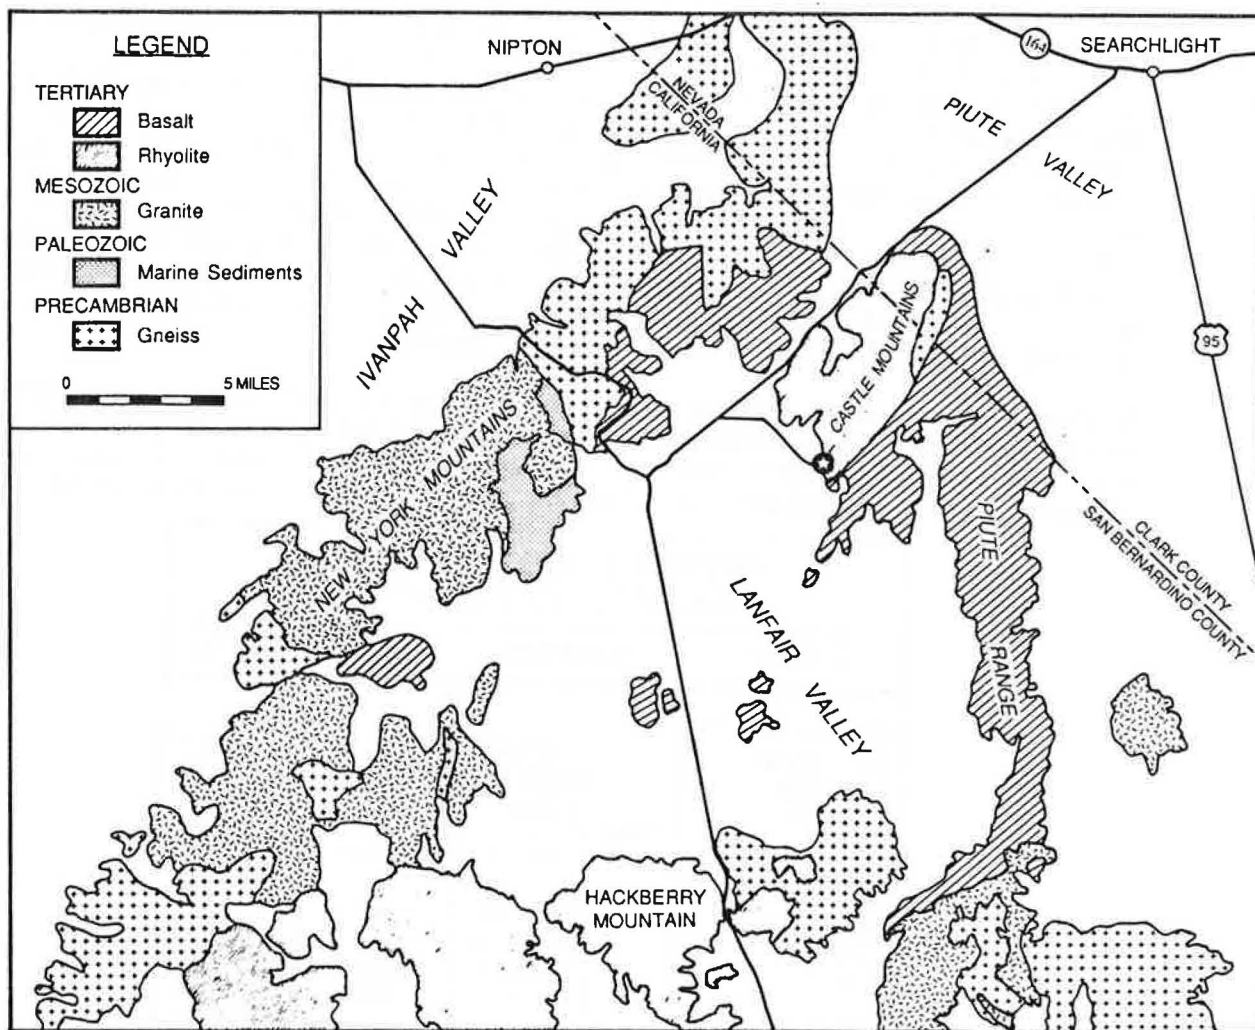 LEGEND
TERTIARY
Basalt
Rhyolite
MESOZOIC
Granite
PALEOZOIC
Marine Sediments
PRECAMBRIAN
Gneiss
0 5 MILES
NIPTON
164
SEARCHLIGHT
NEVADA
CALIFORNIA
PIUTE
VALLEY
IVANPAH
VALLEY
95
CASTLE MOUNTAINS
NEW YORK MOUNTAINS
PIUTE
RANGE
CLARK COUNTY
SAN BERNARDINO COUNTY
LANFAIR
VALLEY
HACKBERRY
MOUNTAIN